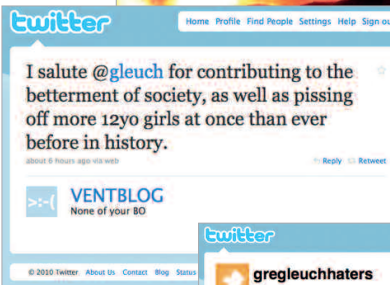 twitter
Home Profile Find People Settings Help Sign ou
I salute @gleuch for contributing to the
betterment of society, as well as pissing
off more 12yo girls at once than ever
before in history.
about 6 hours ago via web
Reply Retweet
>:-(
VENTBLOG
None of your BO
© 2010 Twitter About Us Contact Blog Status
twitter
gregleuchhaters